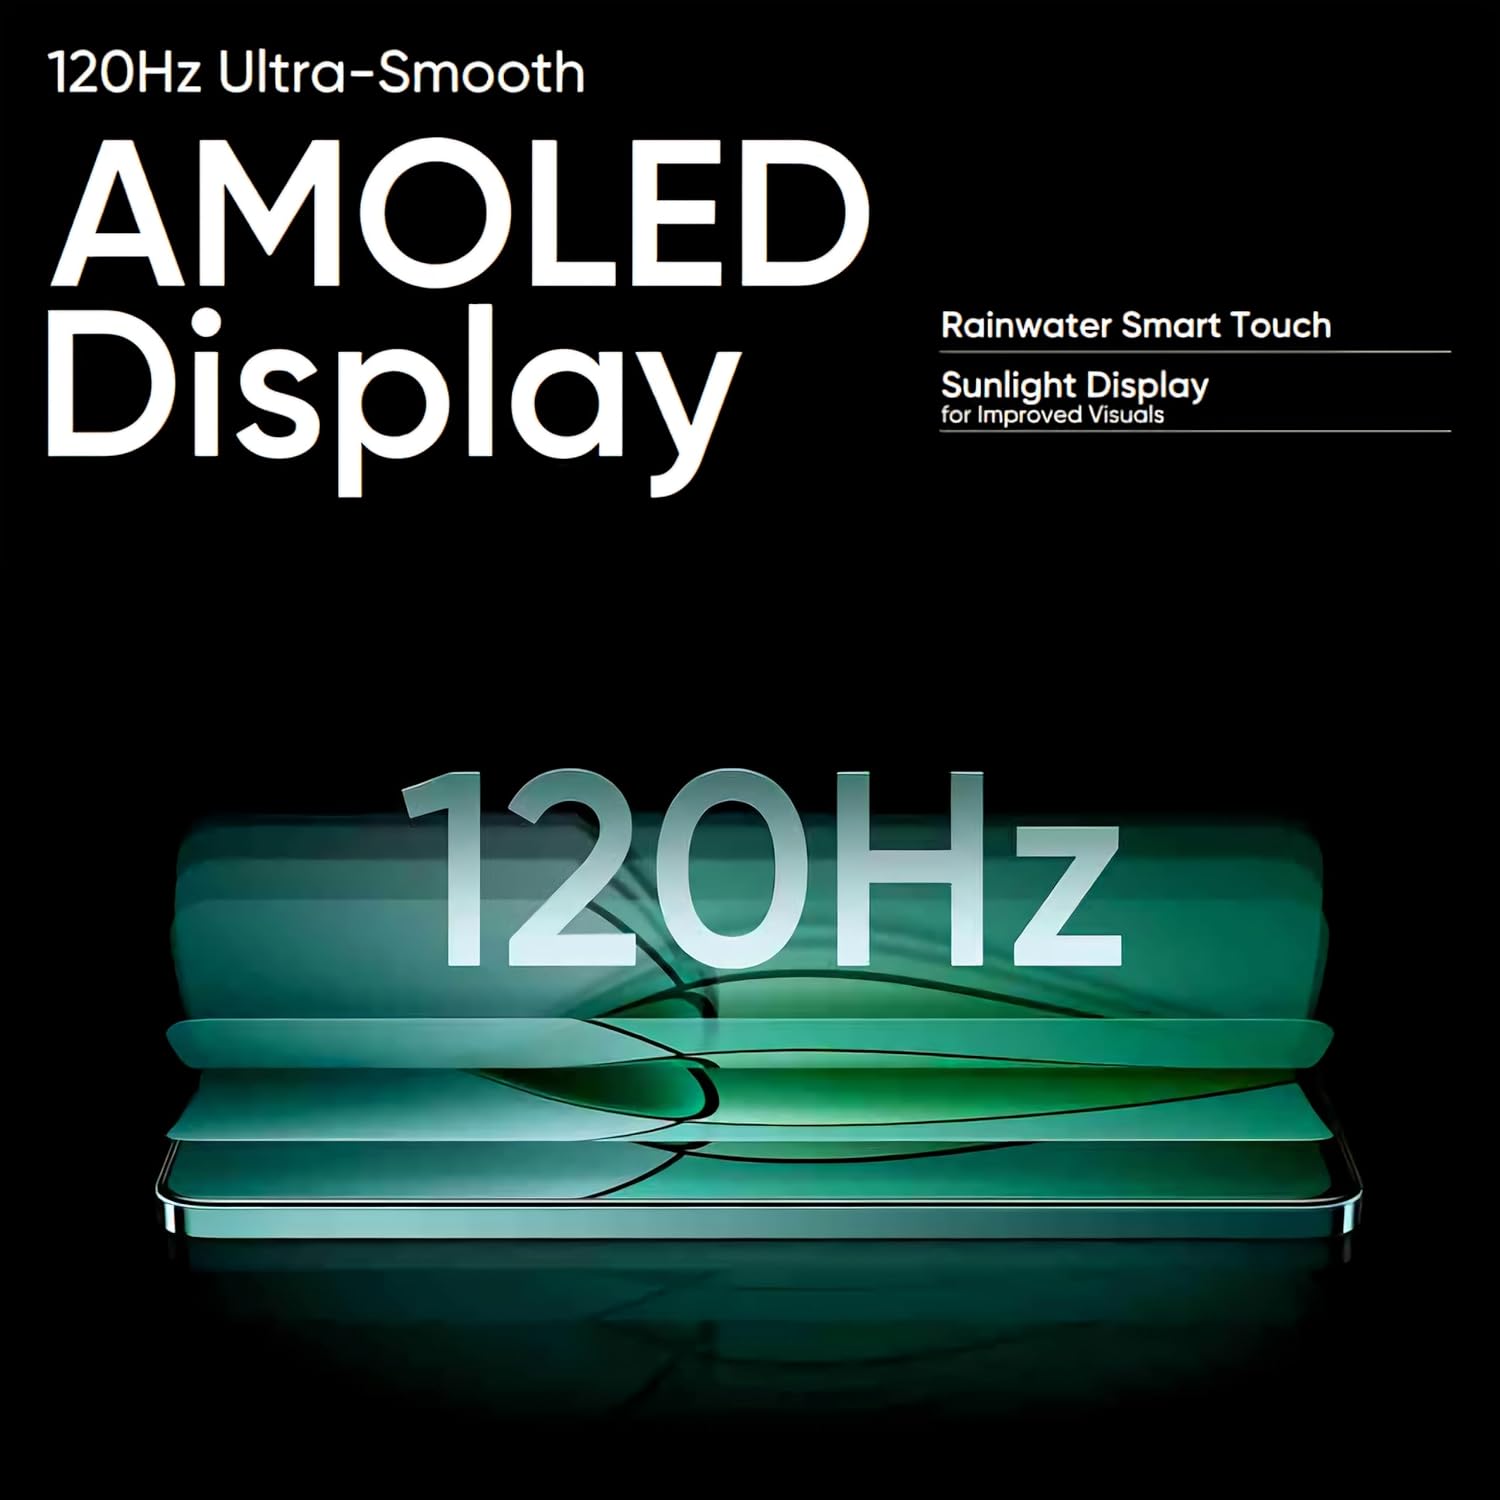 120Hz Ultra-Smooth
AMOLED
Display
Rainwater Smart Touch
Sunlight Display
for Improved Visuals
120Hz